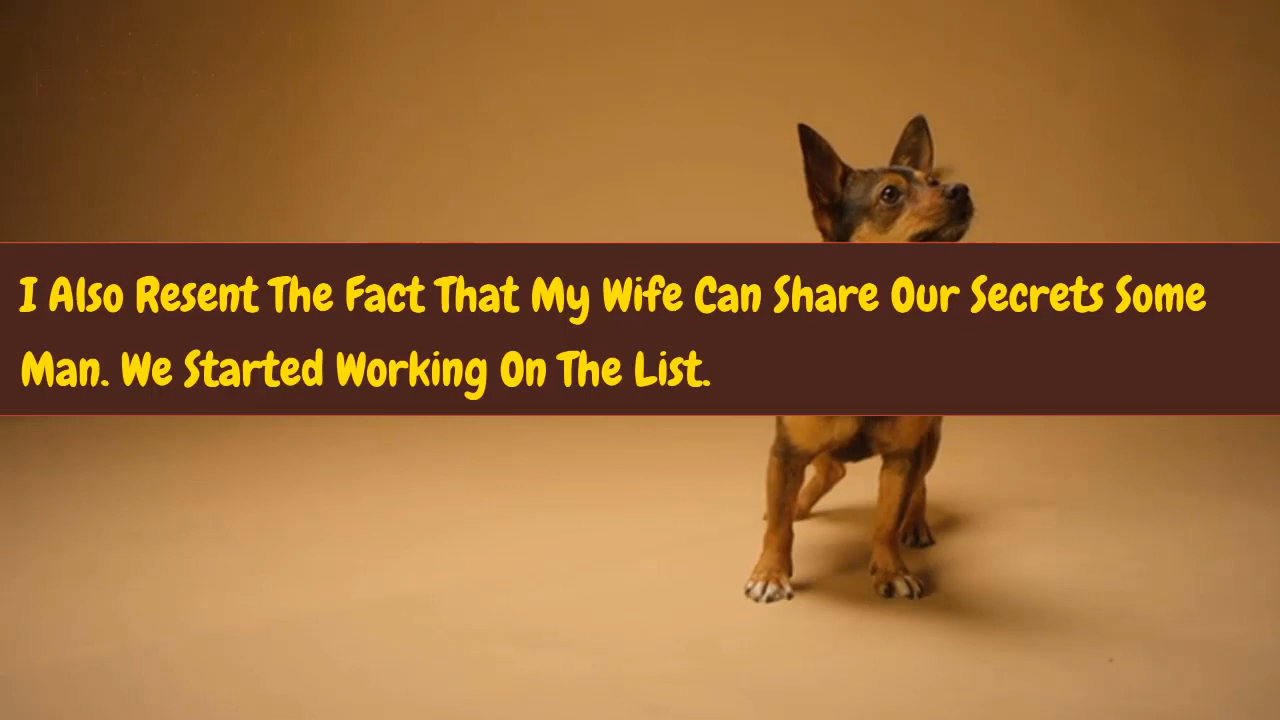 I Also Resent The Fact That My Wife Can Share Our Secrets Some
Man. We Started Working On The List.